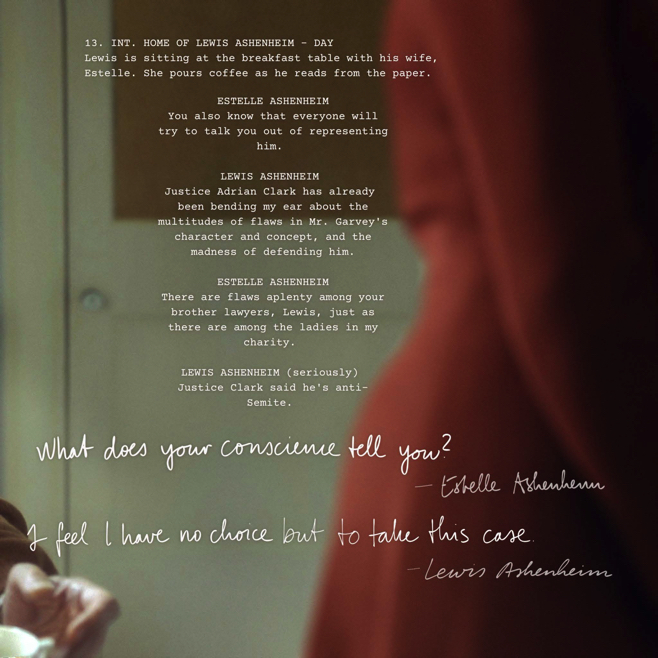 13. INT. HOME OF LEWIS ASHENHEIM - DAY
Lewis is sitting at the breakfast table with his wife,
Estelle. She pours coffee as he reads from the paper.
ESTELLE ASHENHEIM
You also know that everyone will
try to talk you out of representing
him.
LEWIS ASHENHEIM
Justice Adrian Clark has already
been bending my ear about the
multitudes of flaws in Mr. Garvey's
character and concept, and the
madness of defending him.
ESTELLE ASHENHEIM
There are flaws aplenty among your
brother lawyers, Lewis, just as
there are among the ladies in my
charity.
LEWIS ASHENHEIM (seriously)
Justice Clark said he's anti-
Semite.
What does your conscience tell you?
— Estelle Ashenheim
I feel I have no choice but to take this case.
— Lewis Ashenheim